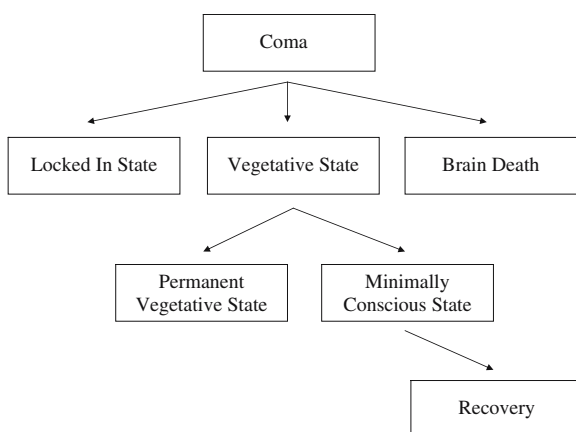 Coma
Locked In State
Vegetative State
Brain Death
Permanent
Vegetative State
Minimally
Conscious State
Recovery